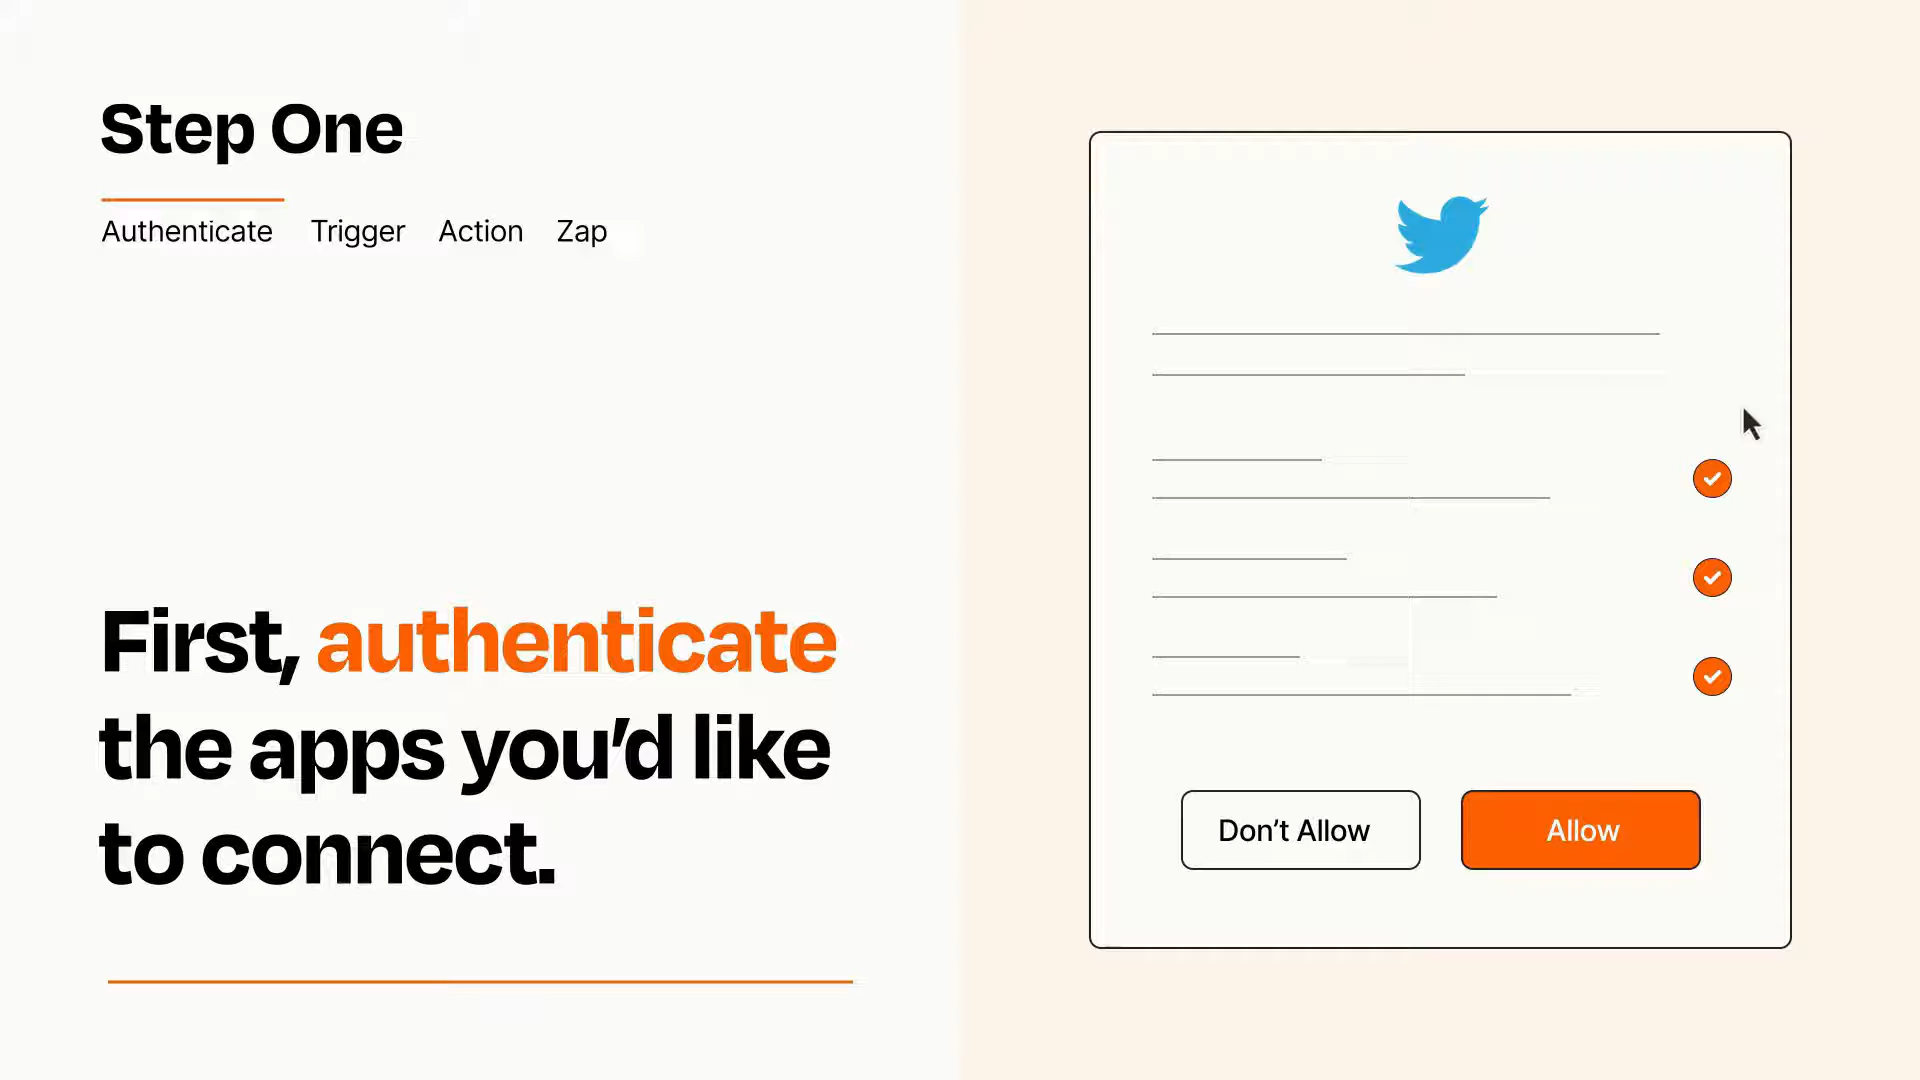 Step One
Authenticate Trigger Action Zap
First, authenticate
the apps you’d like
to connect.
Don’t Allow
Allow